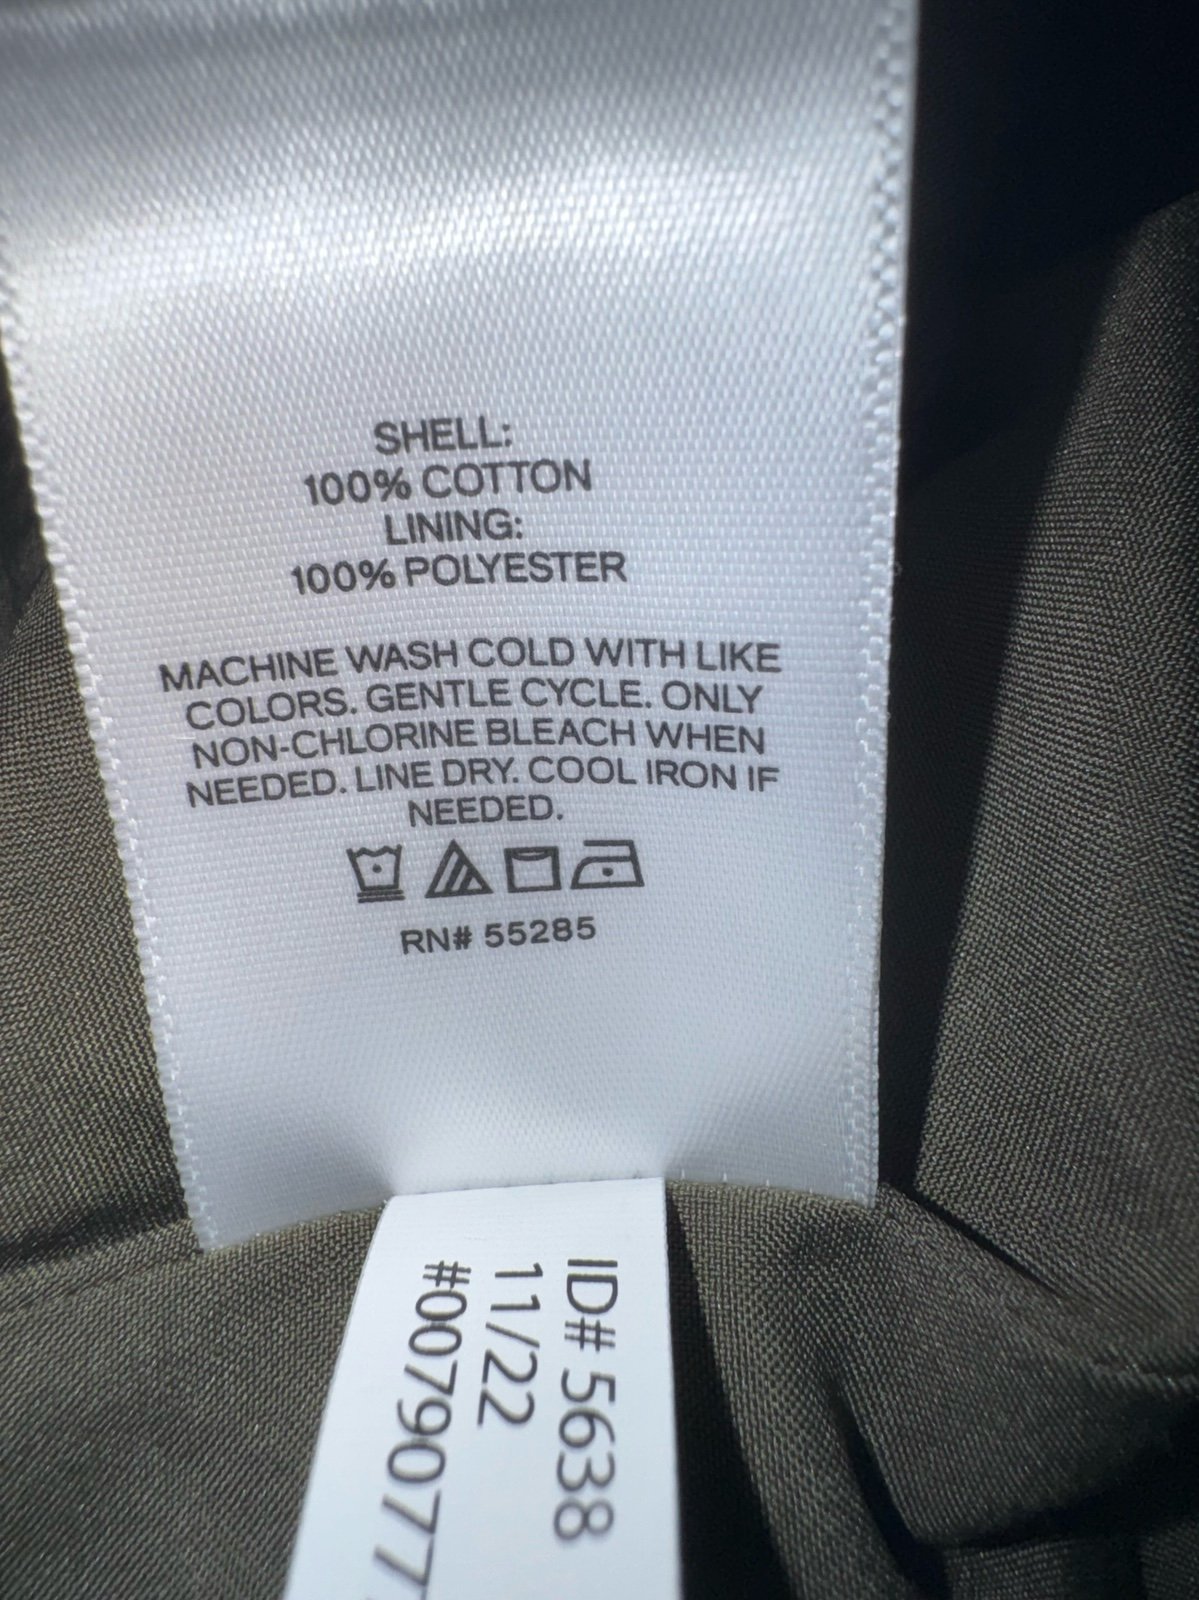 SHELL:
100% COTTON
LINING:
100% POLYESTER
MACHINE WASH COLD WITH LIKE
COLORS. GENTLE CYCLE. ONLY
NON-CHLORINE BLEACH WHEN
NEEDED. LINE DRY. COOL IRON IF
NEEDED.
RN# 55285
ID# 5638
11/22
#0079077